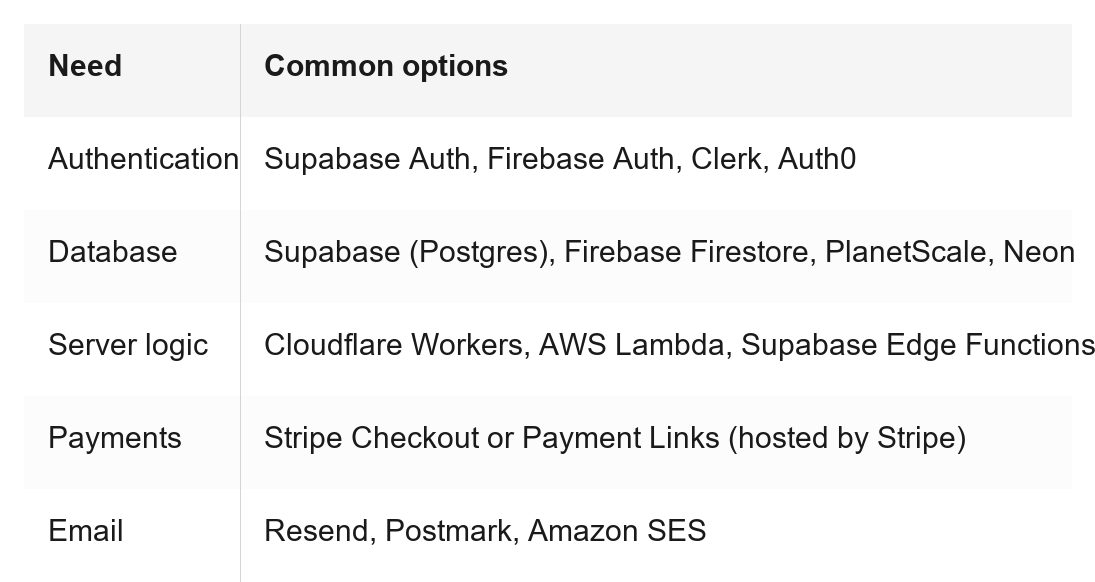 Need Common options
Authentication Supabase Auth, Firebase Auth, Clerk, Auth0
Database Supabase (Postgres), Firebase Firestore, PlanetScale, Neon
Server logic Cloudflare Workers, AWS Lambda, Supabase Edge Functions
Payments Stripe Checkout or Payment Links (hosted by Stripe)
Email Resend, Postmark, Amazon SES